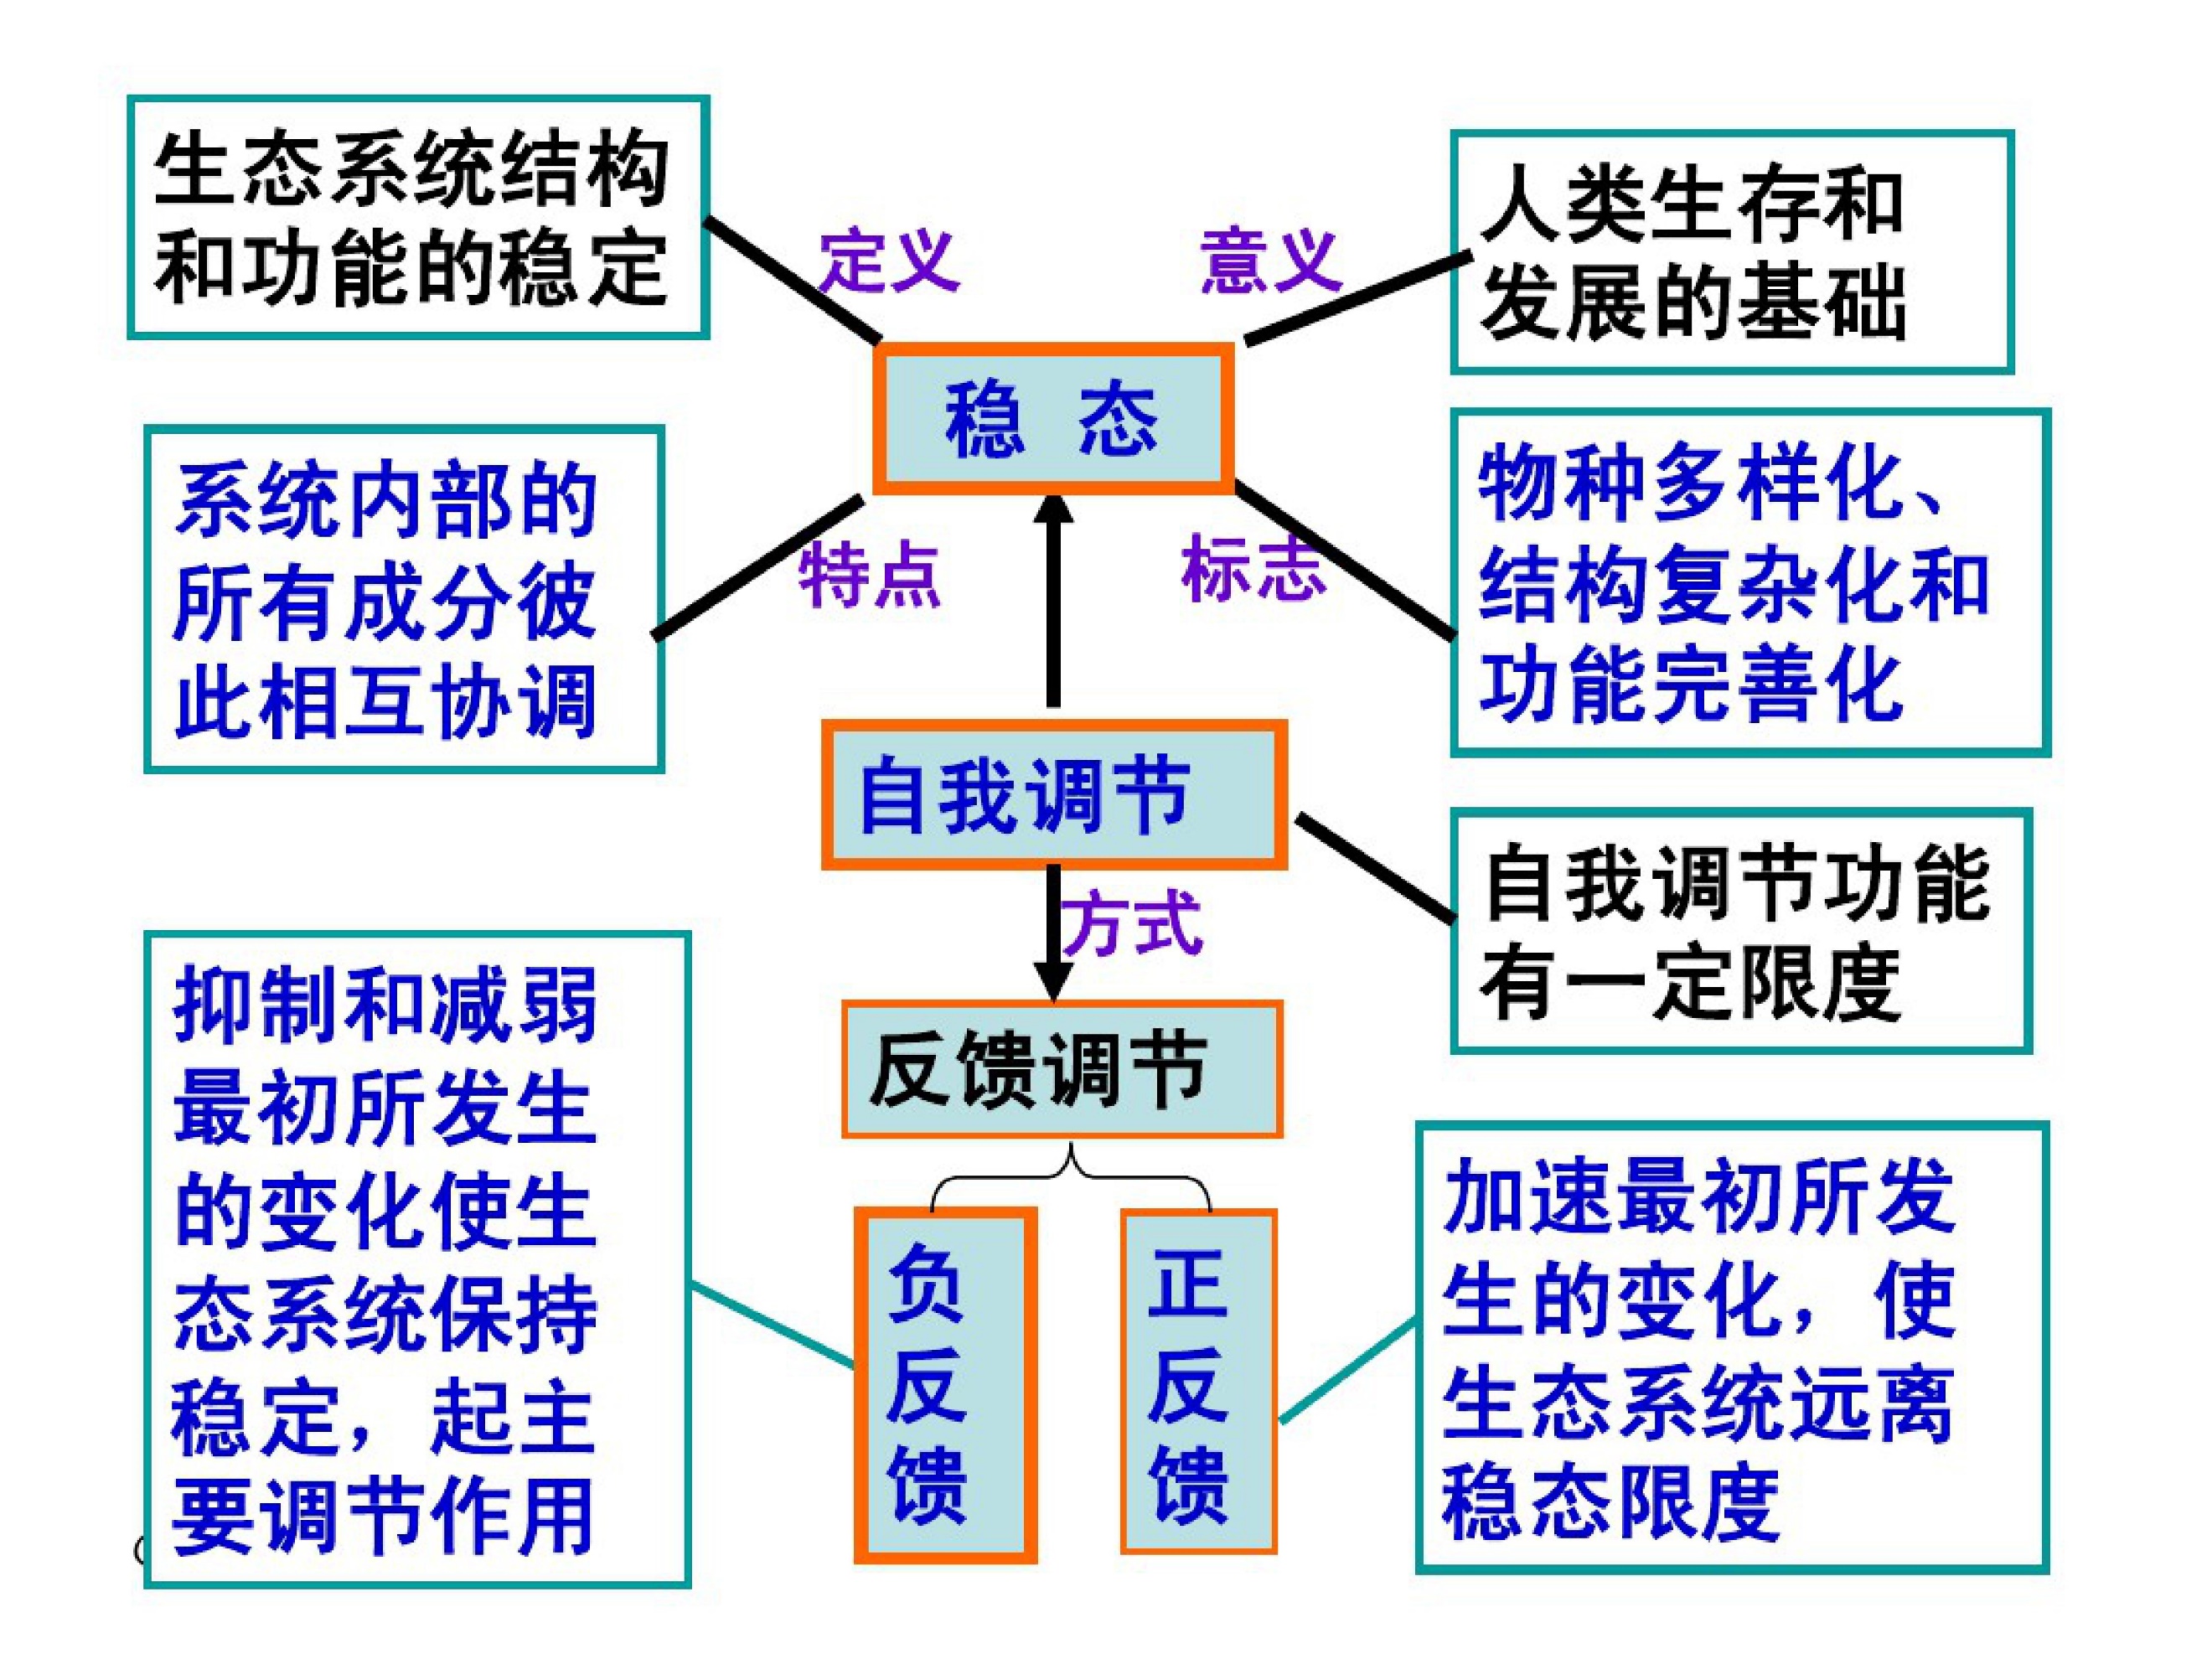 生态系统结构
和功能的稳定
定义
意义
人类生存和
发展的基础
稳 态
系统内部的
所有成分彼
此相互协调
特点
标志
物种多样化、
结构复杂化和
功能完善化
自我调节
自我调节功能
有一定限度
方式
反馈调节
抑制和减弱
最初所发生
的变化使生
态系统保持
稳定，起主
要调节作用
负
反
馈
正
反
馈
加速最初所发
生的变化，使
生态系统远离
稳态限度